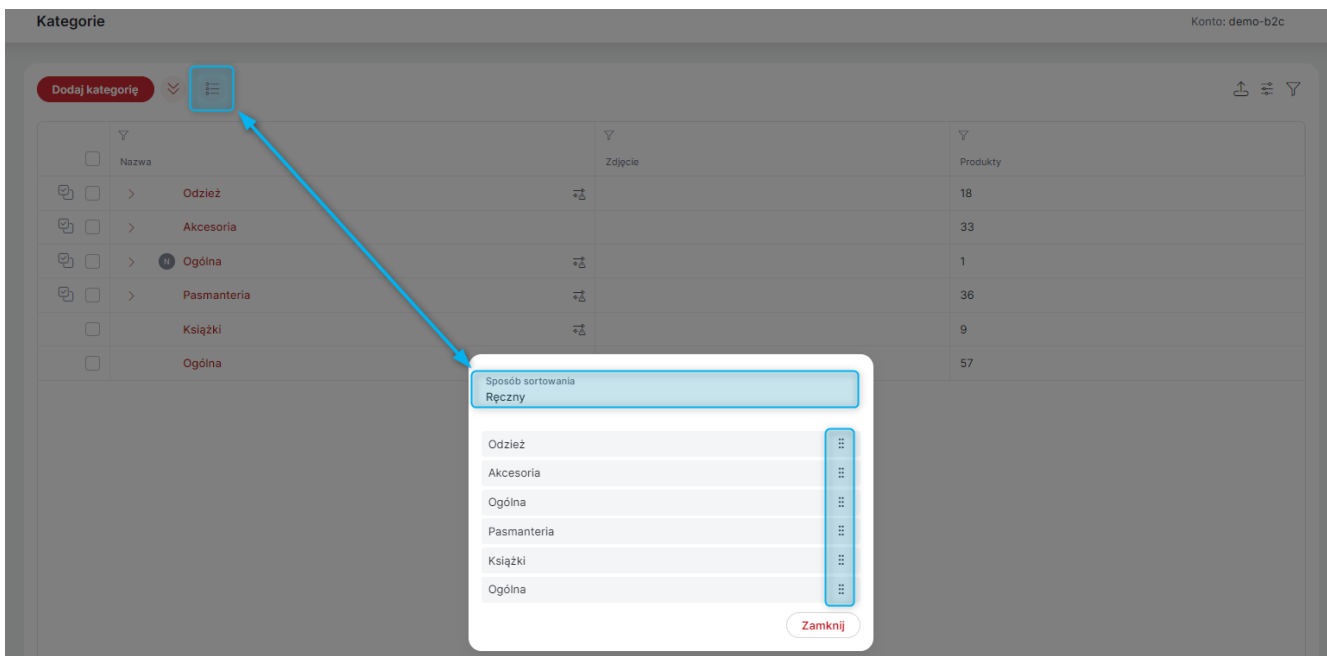 Kategorie
Konto: demo-b2c
Dodaj kategorię
Nazwa
Zdjęcie
Produkty
Odzież
18
Akcesoria
33
N Ogólna
1
Pasmanteria
36
Książki
9
Ogólna
57
Sposób sortowania
Ręczny
Odzież
Akcesoria
Ogólna
Pasmanteria
Książki
Ogólna
Zamknij